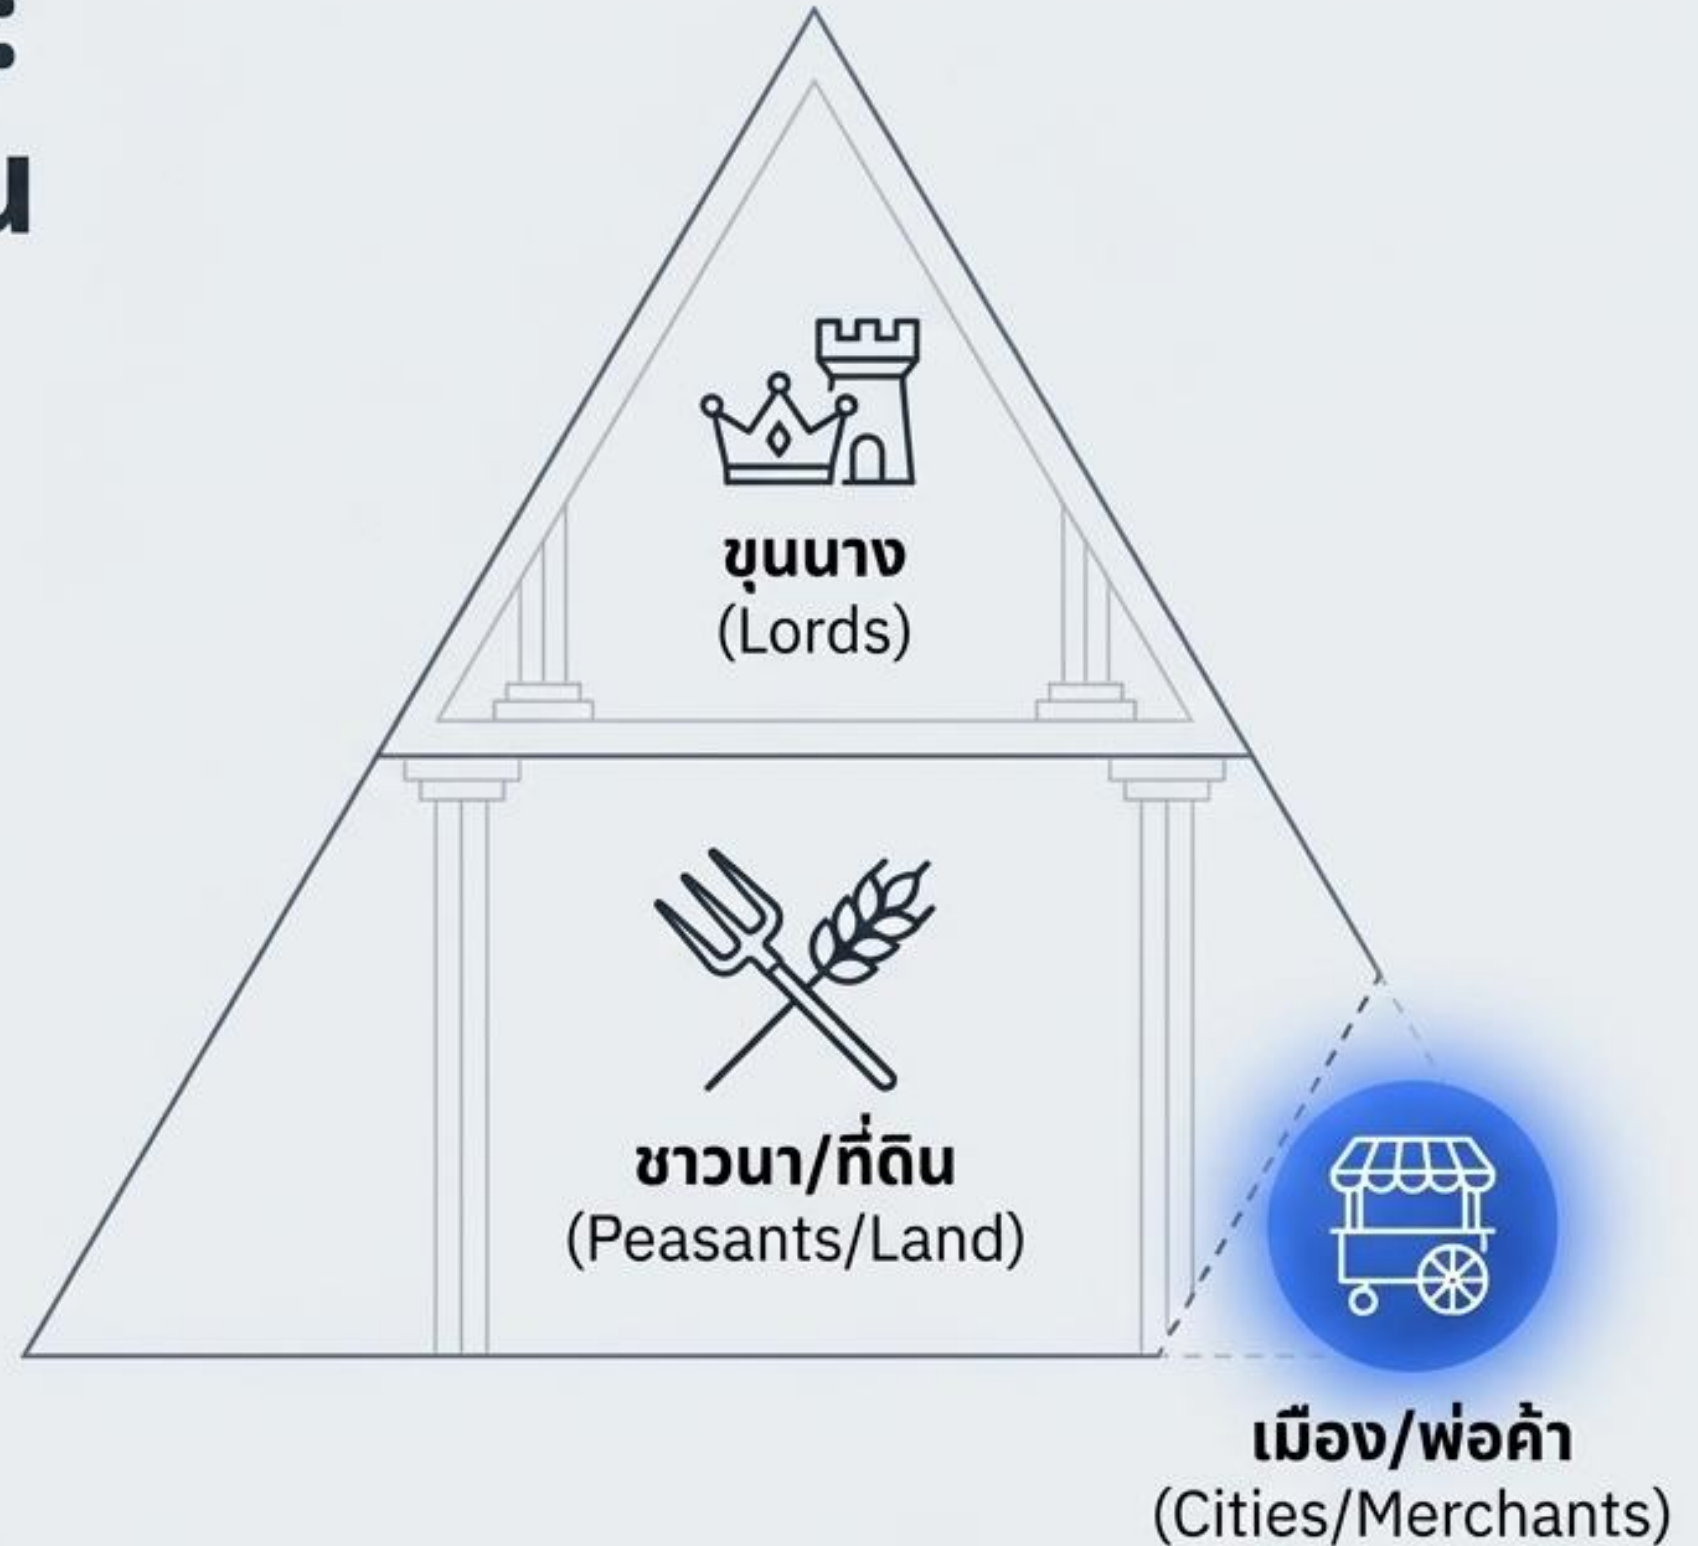 ขุนนาง
(Lords)
ชาวนา/ที่ดิน
(Peasants/Land)
เมือง/พ่อค้า
(Cities/Merchants)